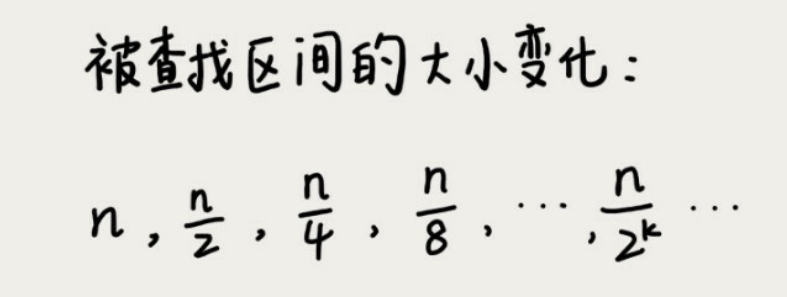 被查找区间的大小变化：
n , n/2 , n/4 , n/8 , ⋯ , n/2^k ⋯